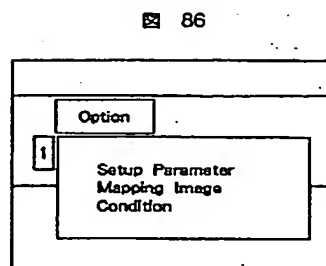 図 86
Option
1
Setup Parameter
Mapping Image
Condition